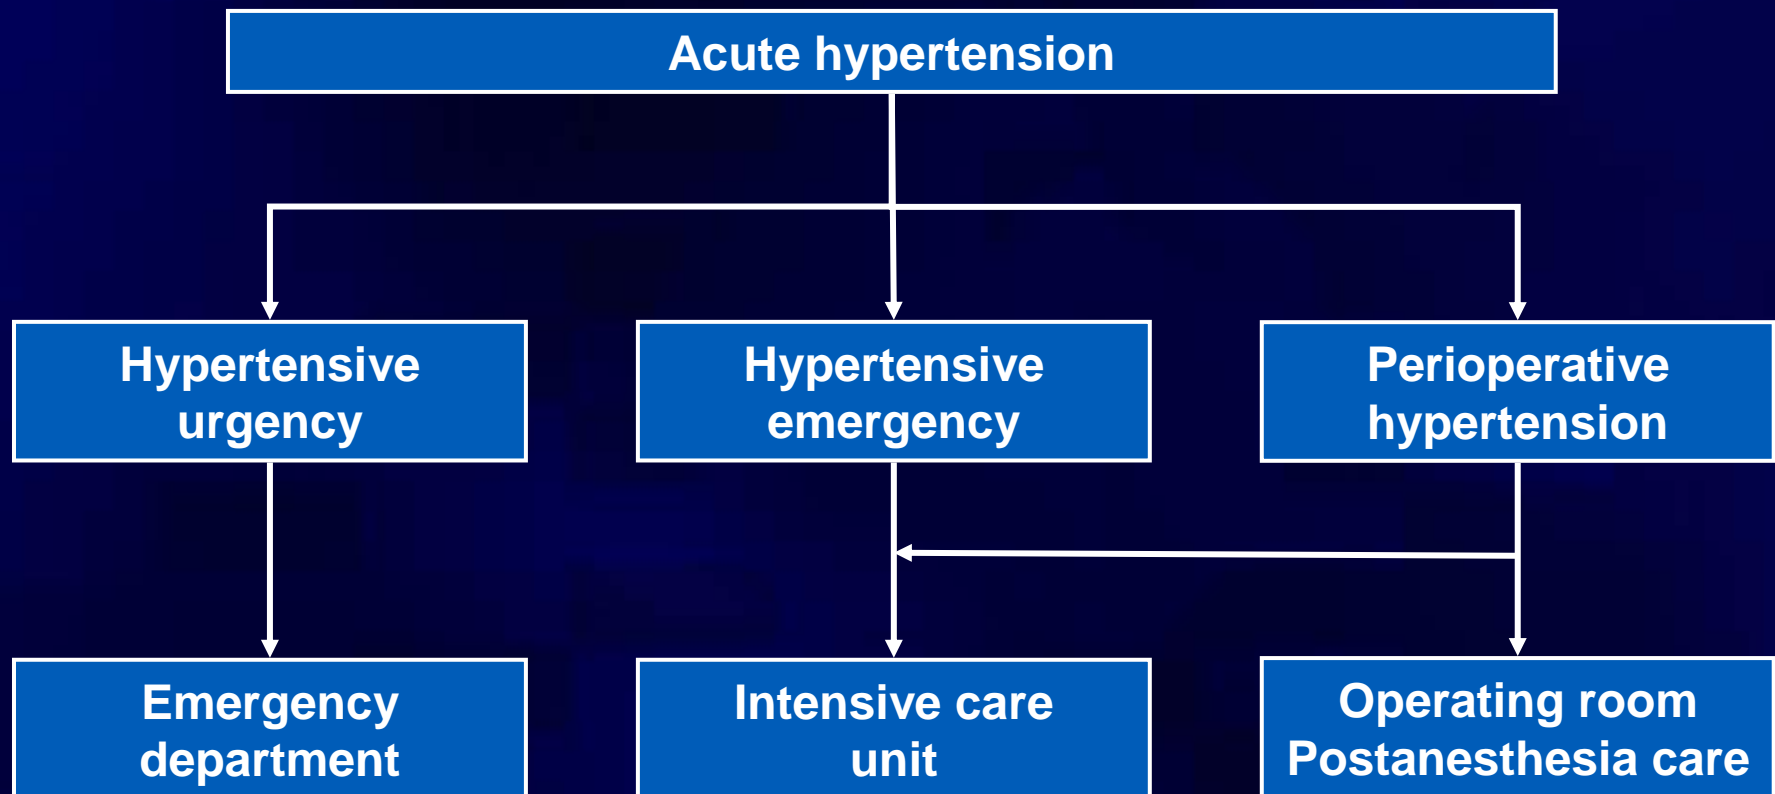 Acute hypertension
Hypertensive
urgency
Hypertensive
emergency
Perioperative
hypertension
Emergency
department
Intensive care
unit
Operating room
Postanesthesia care